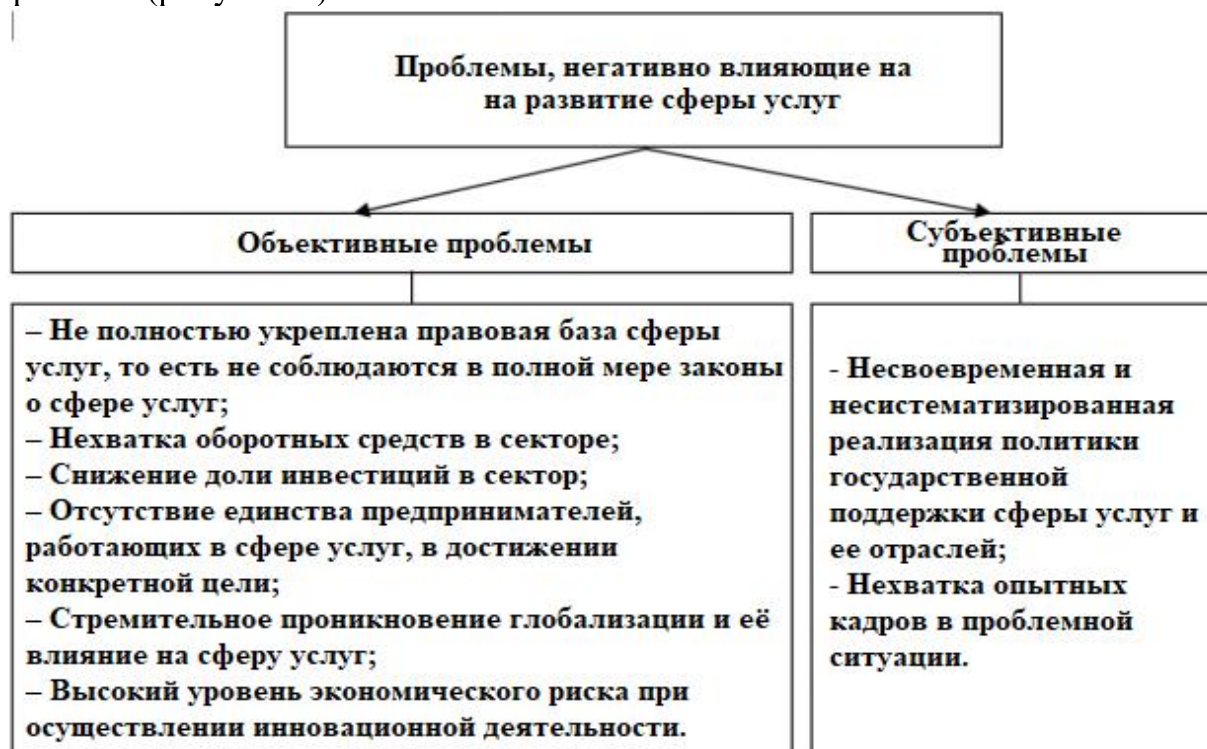 Проблемы, негативно влияющие на
на развитие сферы услуг
Объективные проблемы
Субъективные
проблемы
– Не полностью укреплена правовая база сферы
услуг, то есть не соблюдаются в полной мере законы
о сфере услуг;
– Нехватка оборотных средств в секторе;
– Снижение доли инвестиций в сектор;
– Отсутствие единства предпринимателей,
работающих в сфере услуг, в достижении
конкретной цели;
– Стремительное проникновение глобализации и её
влияние на сферу услуг;
– Высокий уровень экономического риска при
осуществлении инновационной деятельности.
- Несвоевременная и
несистематизированная
реализация политики
государственной
поддержки сферы услуг и
ее отраслей;
- Нехватка опытных
кадров в проблемной
ситуации.